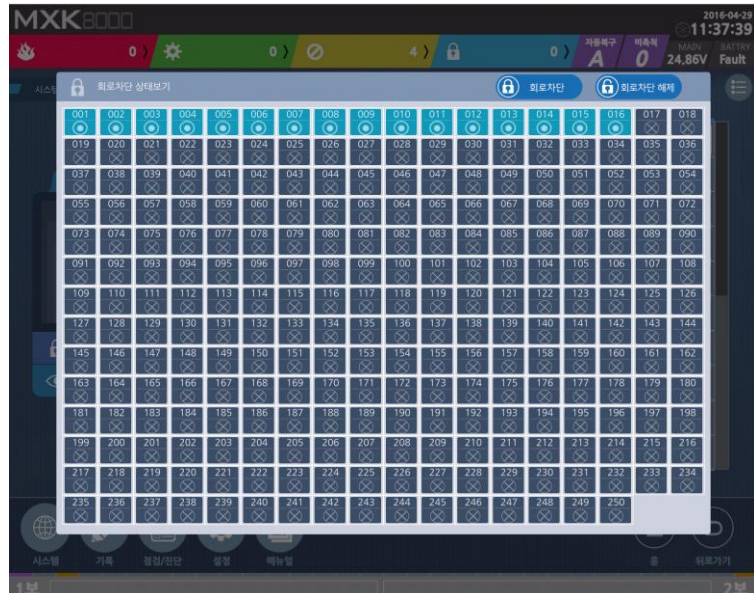 MXK8000
2016-04-29
11:37:39
0 0 4 0 자동복구 A 비축적 0 MAIN 24.86V BATTRY Fault
회로차단 상태보기 회로차단 회로차단 해제
001 002 003 004 005 006 007 008 009 010 011 012 013 014 015 016 017 018
019 020 021 022 023 024 025 026 027 028 029 030 031 032 033 034 035 036
037 038 039 040 041 042 043 044 045 046 047 048 049 050 051 052 053 054
055 056 057 058 059 060 061 062 063 064 065 066 067 068 069 070 071 072
073 074 075 076 077 078 079 080 081 082 083 084 085 086 087 088 089 090
091 092 093 094 095 096 097 098 099 100 101 102 103 104 105 106 107 108
109 110 111 112 113 114 115 116 117 118 119 120 121 122 123 124 125 126
127 128 129 130 131 132 133 134 135 136 137 138 139 140 141 142 143 144
145 146 147 148 149 150 151 152 153 154 155 156 157 158 159 160 161 162
163 164 165 166 167 168 169 170 171 172 173 174 175 176 177 178 179 180
181 182 183 184 185 186 187 188 189 190 191 192 193 194 195 196 197 198
199 200 201 202 203 204 205 206 207 208 209 210 211 212 213 214 215 216
217 218 219 220 221 222 223 224 225 226 227 228 229 230 231 232 233 234
235 236 237 238 239 240 241 242 243 244 245 246 247 248 249 250
시스템 기록 점검/진단 설정 메뉴얼 홈 뒤로가기
1보 2보